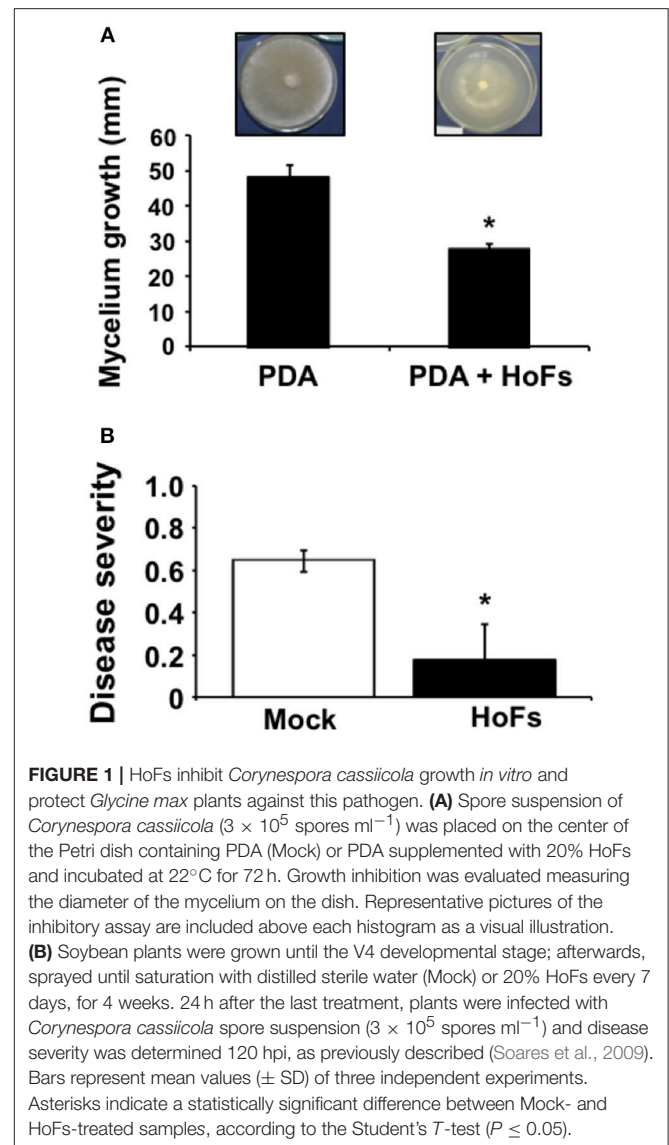 A
Mycelium growth (mm)
60
50
40
30
20
10
0
*
PDA
PDA + HoFs
B
Disease severity
1.0
0.8
0.6
0.4
0.2
0
*
Mock
HoFs
FIGURE 1 | HoFs inhibit Corynespora cassiicola growth in vitro and
protect Glycine max plants against this pathogen. (A) Spore suspension of
Corynespora cassiicola (3 × 10⁵ spores ml⁻¹) was placed on the center of
the Petri dish containing PDA (Mock) or PDA supplemented with 20% HoFs
and incubated at 22°C for 72 h. Growth inhibition was evaluated measuring
the diameter of the mycelium on the dish. Representative pictures of the
inhibitory assay are included above each histogram as a visual illustration.
(B) Soybean plants were grown until the V4 developmental stage; afterwards,
sprayed until saturation with distilled sterile water (Mock) or 20% HoFs every 7
days, for 4 weeks. 24 h after the last treatment, plants were infected with
Corynespora cassiicola spore suspension (3 × 10⁵ spores ml⁻¹) and disease
severity was determined 120 hpi, as previously described (Soares et al., 2009).
Bars represent mean values (± SD) of three independent experiments.
Asterisks indicate a statistically significant difference between Mock- and
HoFs-treated samples, according to the Student's T-test (P ≤ 0.05).